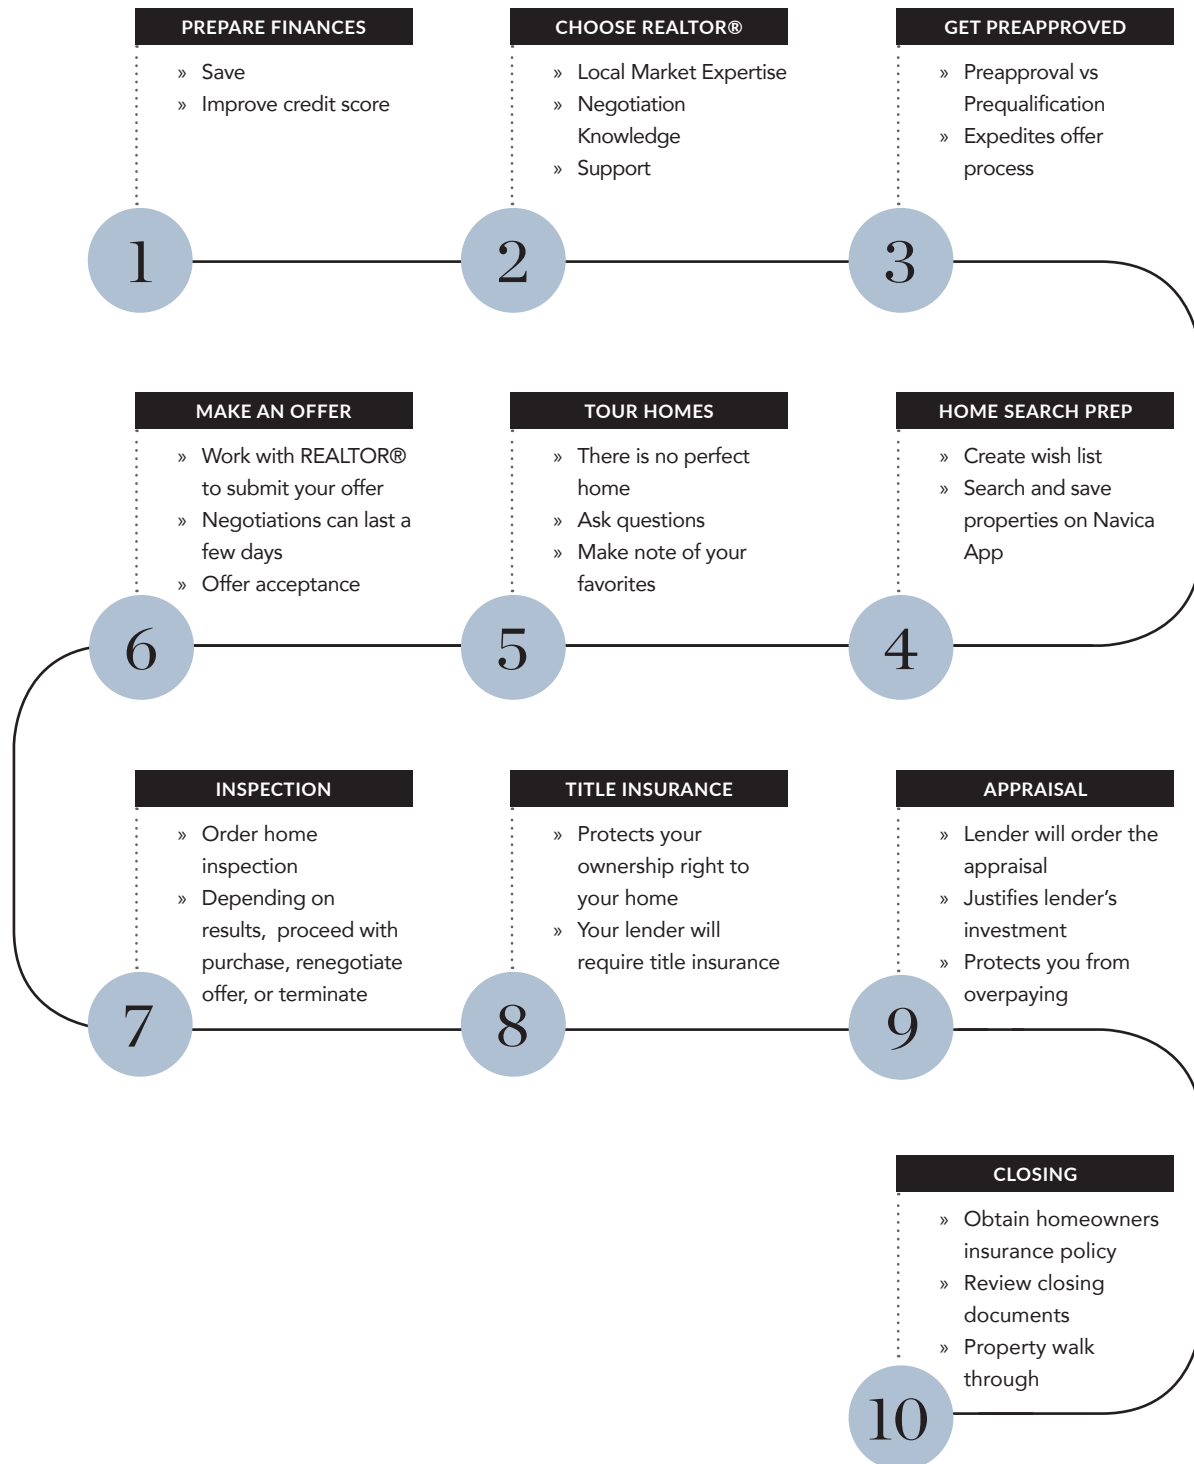 PREPARE FINANCES
» Save
» Improve credit score
1
CHOOSE REALTOR®
» Local Market Expertise
» Negotiation
Knowledge
» Support
2
GET PREAPPROVED
» Preapproval vs
Prequalification
» Expedites offer
process
3
HOME SEARCH PREP
» Create wish list
» Search and save
properties on Navica
App
4
TOUR HOMES
» There is no perfect
home
» Ask questions
» Make note of your
favorites
5
MAKE AN OFFER
» Work with REALTOR®
to submit your offer
» Negotiations can last a
few days
» Offer acceptance
6
INSPECTION
» Order home
inspection
» Depending on
results, proceed with
purchase, renegotiate
offer, or terminate
7
TITLE INSURANCE
» Protects your
ownership right to
your home
» Your lender will
require title insurance
8
APPRAISAL
» Lender will order the
appraisal
» Justifies lender’s
investment
» Protects you from
overpaying
9
CLOSING
» Obtain homeowners
insurance policy
» Review closing
documents
» Property walk
through
10